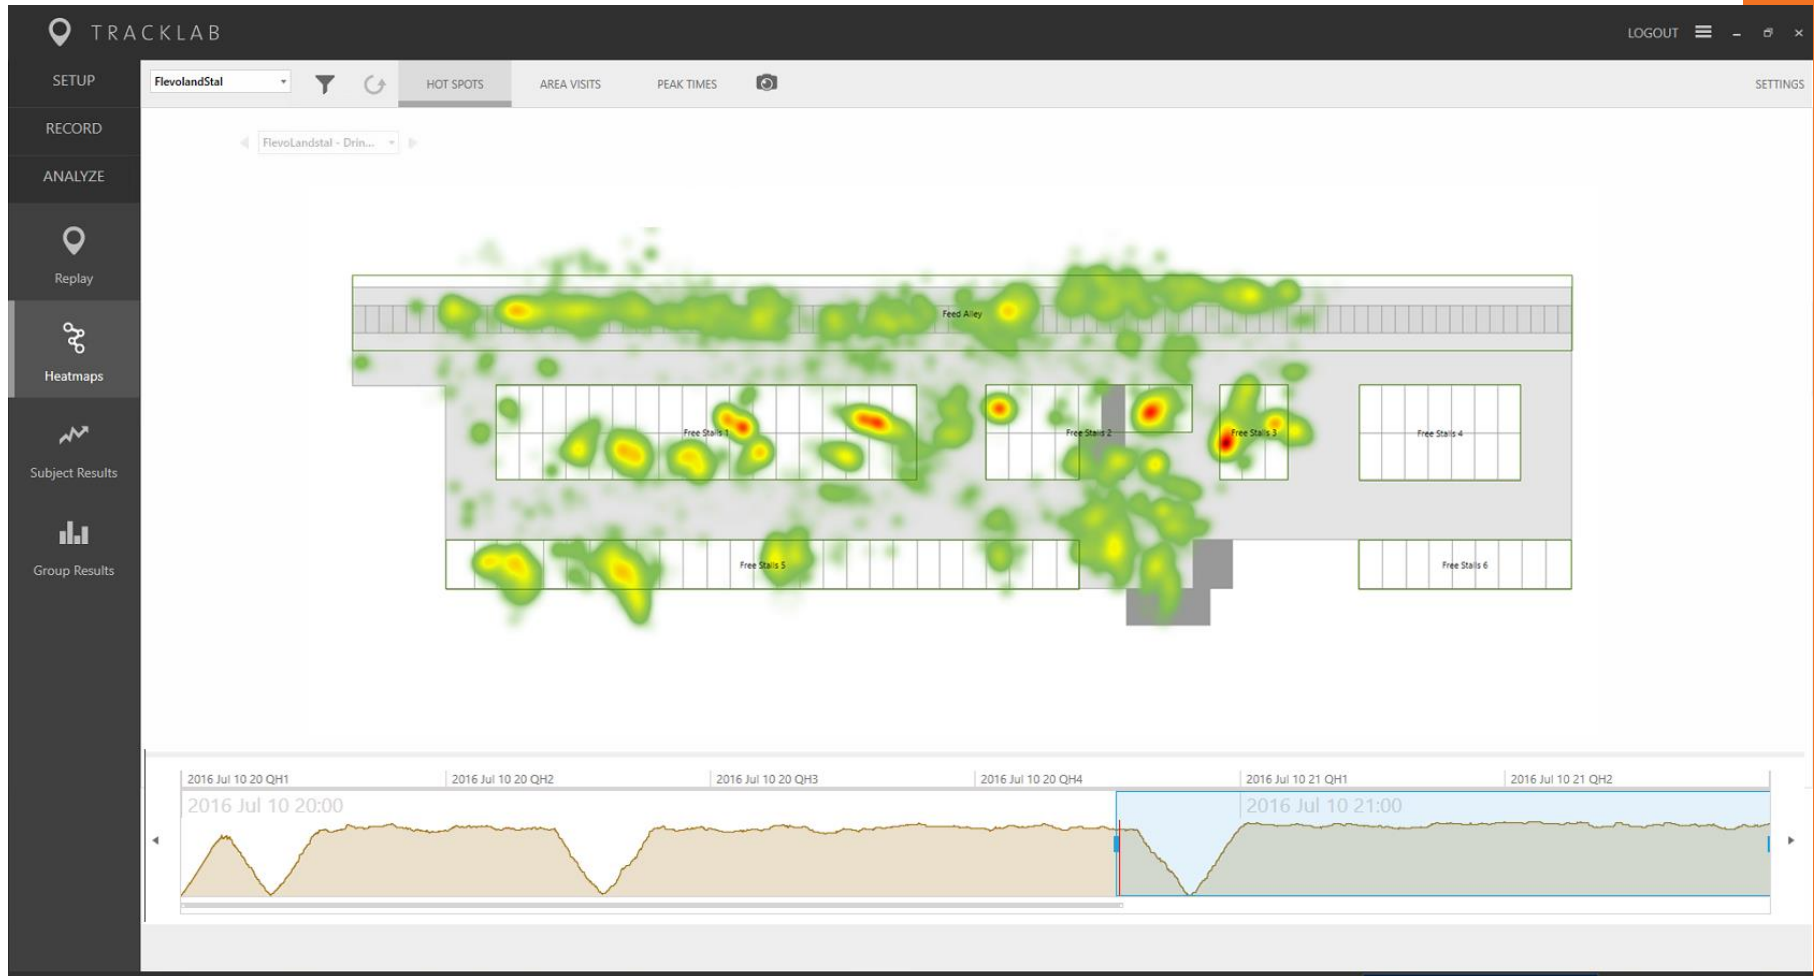 TRACKLAB
LOGOUT
SETUP
RECORD
ANALYZE
Replay
Heatmaps
Subject Results
Group Results
FlevolandStal
HOT SPOTS
AREA VISITS
PEAK TIMES
SETTINGS
FlevoLandstal - Drin...
Feed Alley
Free Stalls 1
Free Stalls 2
Free Stalls 3
Free Stalls 4
Free Stalls 5
Free Stalls 6
2016 Jul 10 20 QH1
2016 Jul 10 20 QH2
2016 Jul 10 20 QH3
2016 Jul 10 20 QH4
2016 Jul 10 21 QH1
2016 Jul 10 21 QH2
2016 Jul 10 20:00
2016 Jul 10 21:00